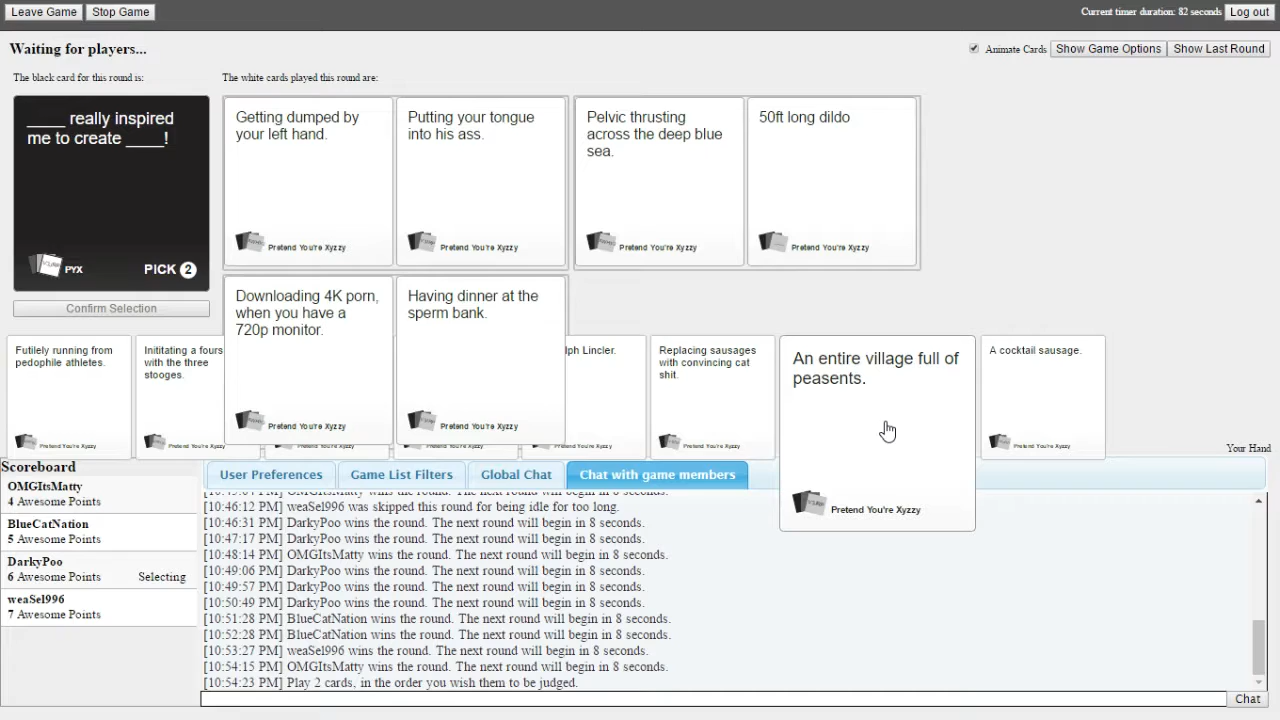 Leave Game Stop Game Current timer duration: 82 seconds Log out
Waiting for players... Animate Cards Show Game Options Show Last Round
The black card for this round is: The white cards played this round are:
____ really inspired
me to create ____!
PYX PICK 2
Confirm Selection
Getting dumped by
your left hand.
Pretend You're Xyzzy
Putting your tongue
into his ass.
Pretend You're Xyzzy
Pelvic thrusting
across the deep blue
sea.
Pretend You're Xyzzy
50ft long dildo
Pretend You're Xyzzy
Downloading 4K porn,
when you have a
720p monitor.
Pretend You're Xyzzy
Having dinner at the
sperm bank.
Pretend You're Xyzzy
Futilely running from
pedophile athletes.
Pretend You're Xyzzy
Inititating a fours
with the three
stooges.
Pretend You're Xyzzy
lph Lincler.
Pretend You're Xyzzy
Replacing sausages
with convincing cat
shit.
Pretend You're Xyzzy
An entire village full of
peasents.
Pretend You're Xyzzy
A cocktail sausage.
Pretend You're Xyzzy
Your Hand
Scoreboard
OMGItsMatty
4 Awesome Points
BlueCatNation
5 Awesome Points
DarkyPoo
6 Awesome Points Selecting
weaSel996
7 Awesome Points
User Preferences Game List Filters Global Chat Chat with game members
[10:46:12 PM] weaSel996 was skipped this round for being idle for too long.
[10:46:31 PM] DarkyPoo wins the round. The next round will begin in 8 seconds.
[10:47:17 PM] DarkyPoo wins the round. The next round will begin in 8 seconds.
[10:48:14 PM] OMGItsMatty wins the round. The next round will begin in 8 seconds.
[10:49:06 PM] DarkyPoo wins the round. The next round will begin in 8 seconds.
[10:49:57 PM] DarkyPoo wins the round. The next round will begin in 8 seconds.
[10:50:49 PM] DarkyPoo wins the round. The next round will begin in 8 seconds.
[10:51:28 PM] BlueCatNation wins the round. The next round will begin in 8 seconds.
[10:52:28 PM] BlueCatNation wins the round. The next round will begin in 8 seconds.
[10:53:27 PM] weaSel996 wins the round. The next round will begin in 8 seconds.
[10:54:15 PM] OMGItsMatty wins the round. The next round will begin in 8 seconds.
[10:54:23 PM] Play 2 cards, in the order you wish them to be judged.
Chat